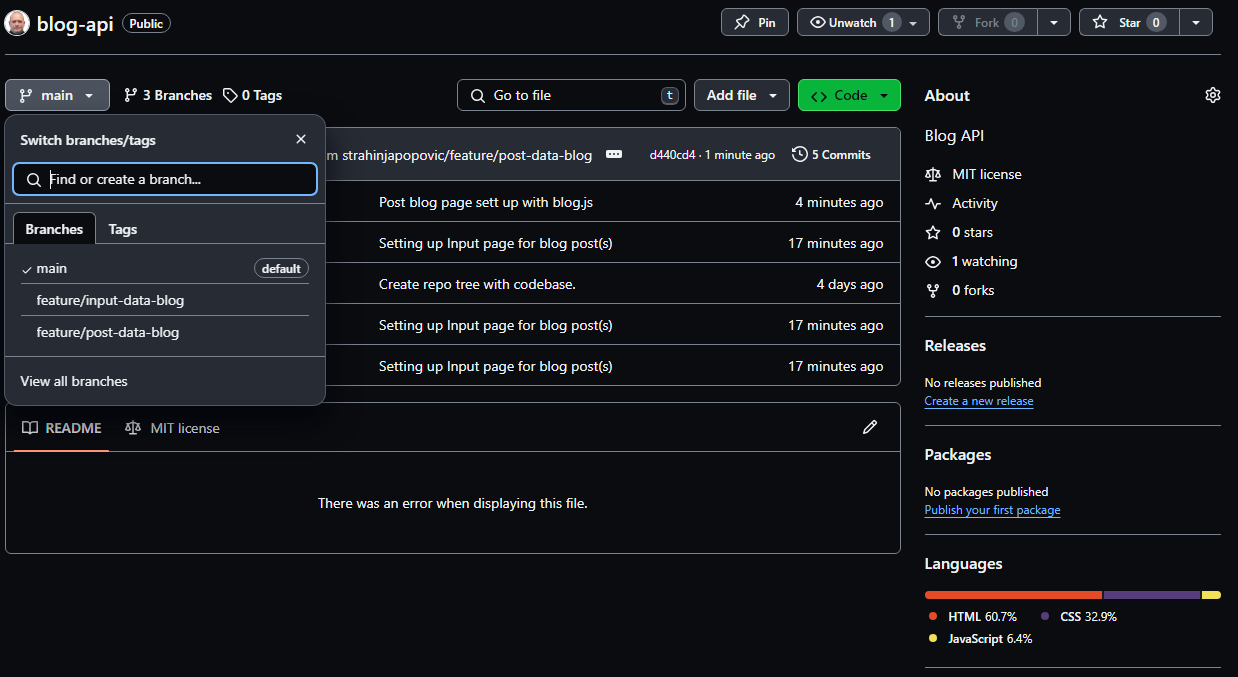 blog-api Public Pin Unwatch 1 Fork 0 Star 0
main 3 Branches 0 Tags Go to file t Add file Code
Switch branches/tags
Find or create a branch...
Branches Tags
main default
feature/input-data-blog
feature/post-data-blog
View all branches
m strahinjapopovic/feature/post-data-blog d440cd4 · 1 minute ago 5 Commits
Post blog page sett up with blog.js 4 minutes ago
Setting up Input page for blog post(s) 17 minutes ago
Create repo tree with codebase. 4 days ago
Setting up Input page for blog post(s) 17 minutes ago
Setting up Input page for blog post(s) 17 minutes ago
README MIT license
There was an error when displaying this file.
About
Blog API
MIT license
Activity
0 stars
1 watching
0 forks
Releases
No releases published
Create a new release
Packages
No packages published
Publish your first package
Languages
HTML 60.7% CSS 32.9%
JavaScript 6.4%